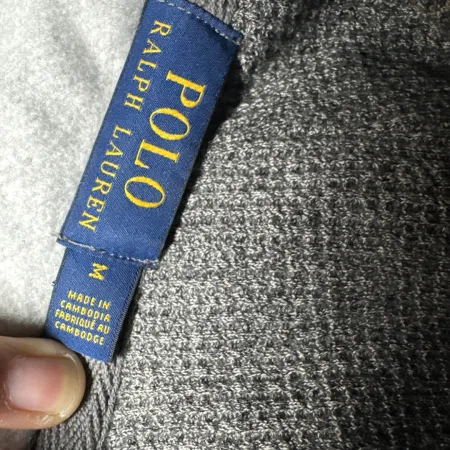 POLO
RALPH LAUREN
M
MADE IN
CAMBODIA
FABRIQUÉ AU
CAMBODGE